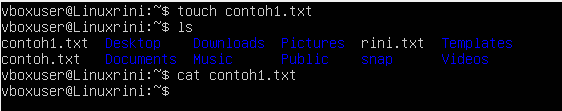 vboxuser@Linuxrini:~$ touch contoh1.txt
vboxuser@Linuxrini:~$ ls
contoh1.txt  Desktop    Downloads  Pictures  rini.txt  Templates
contoh.txt   Documents  Music      Public    snap      Videos
vboxuser@Linuxrini:~$ cat contoh1.txt
vboxuser@Linuxrini:~$